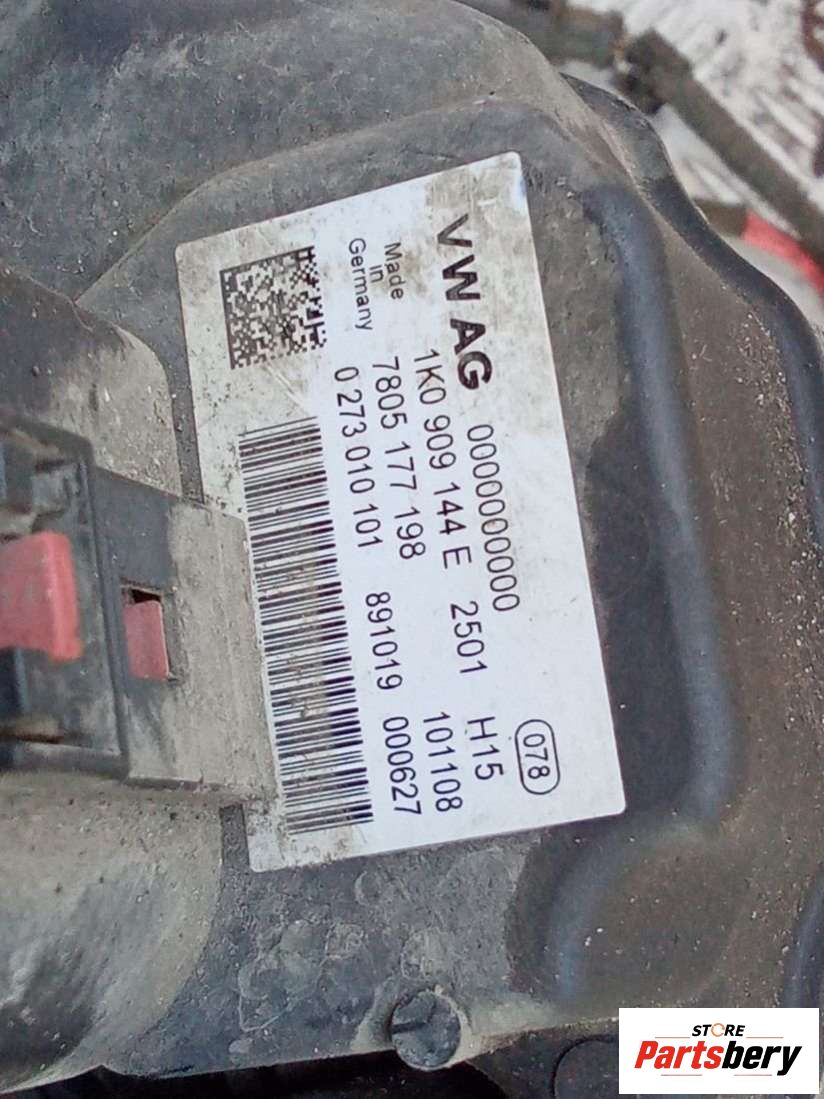 VW AG 0000000000 078
1K0 909 144 E 2501 H15
Made in Germany
7805 177 198 101108
0 273 010 101 891019 000627
STORE
Partsbery